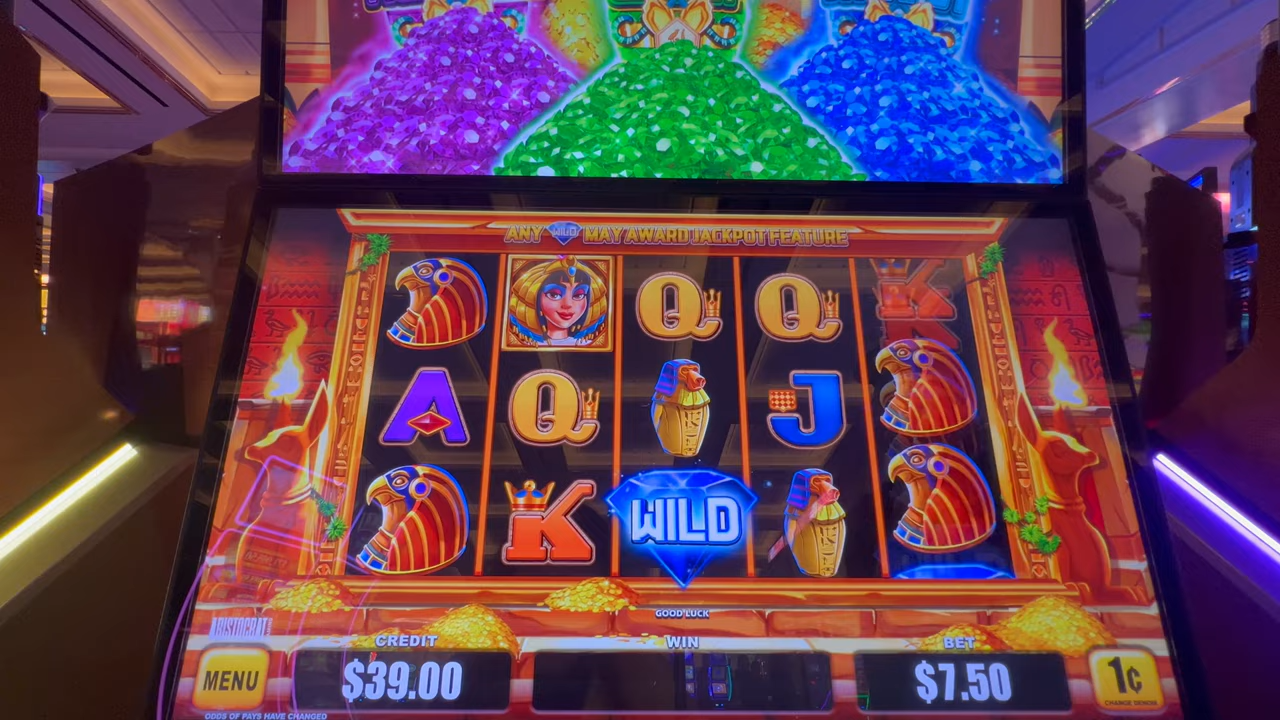 ANY WILD MAY AWARD JACKPOT FEATURE
Q Q K
A Q J
K WILD
GOOD LUCK
ARISTOCRAT
CREDIT WIN BET
MENU $39.00 $7.50 1¢
CHANGE DENOM
ODDS OF PAYS HAVE CHANGED